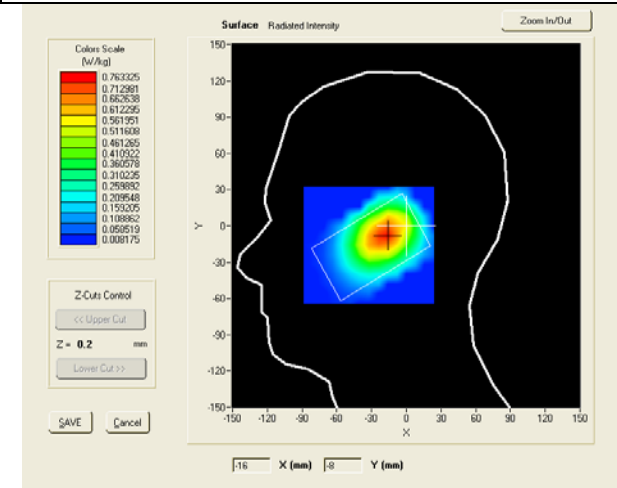 Surface Radiated Intensity
Zoom In/Out
Colors Scale
(W/kg)
0.763325
0.712981
0.662638
0.612295
0.561951
0.511608
0.461265
0.410922
0.360578
0.310235
0.259892
0.209548
0.159205
0.108862
0.058519
0.008175
Z-Cuts Control
<< Upper Cut
Z = 0.2 mm
Lower Cut >>
SAVE Cancel
150
120
90
60
30
0
-30
-60
-90
-120
-150
Y
-150 -120 -90 -60 -30 0 30 60 90 120 150
X
-16 X (mm) -8 Y (mm)